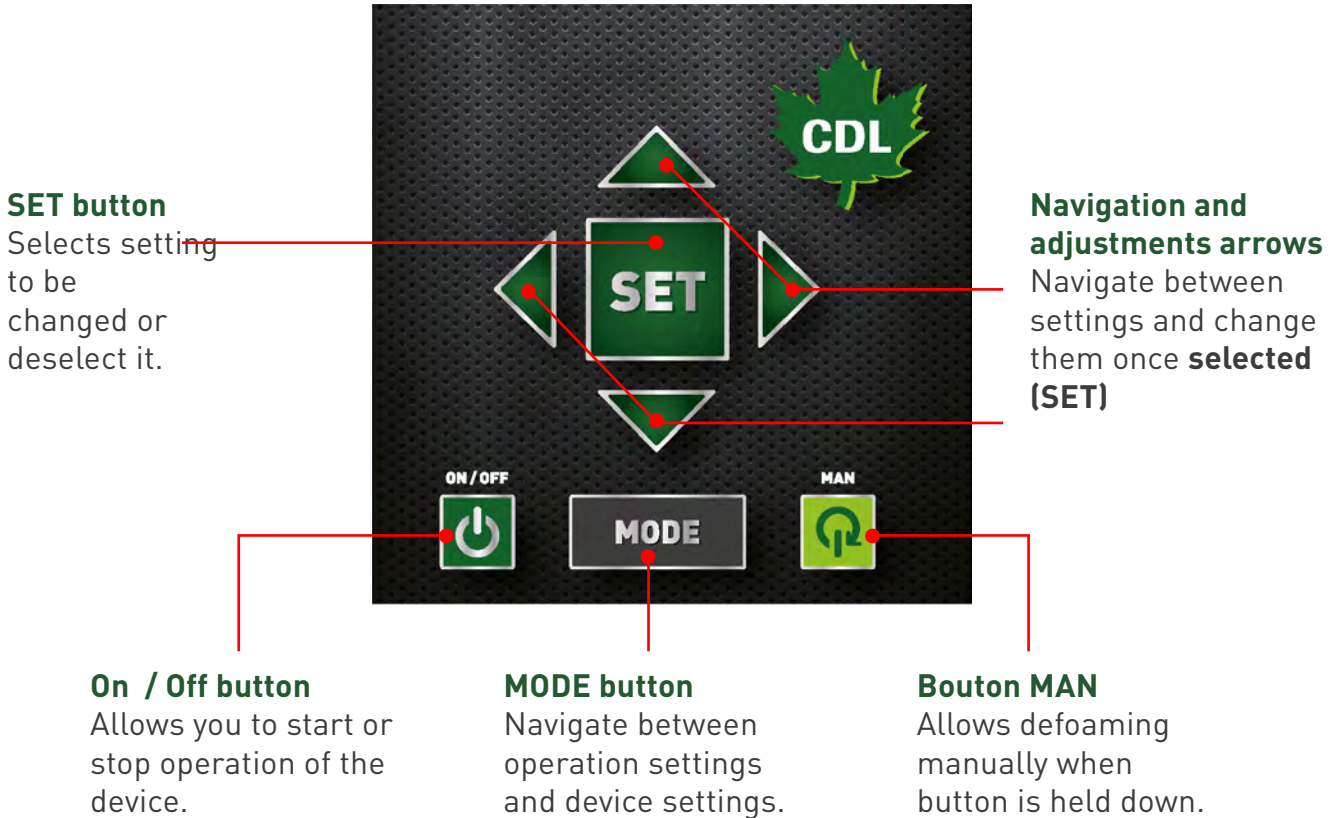 CDL
SET button
Selects setting
to be
changed or
deselect it.
SET
Navigation and
adjustments arrows
Navigate between
settings and change
them once selected
(SET)
ON / OFF
MODE
MAN
On / Off button
Allows you to start or
stop operation of the
device.
MODE button
Navigate between
operation settings
and device settings.
Bouton MAN
Allows defoaming
manually when
button is held down.